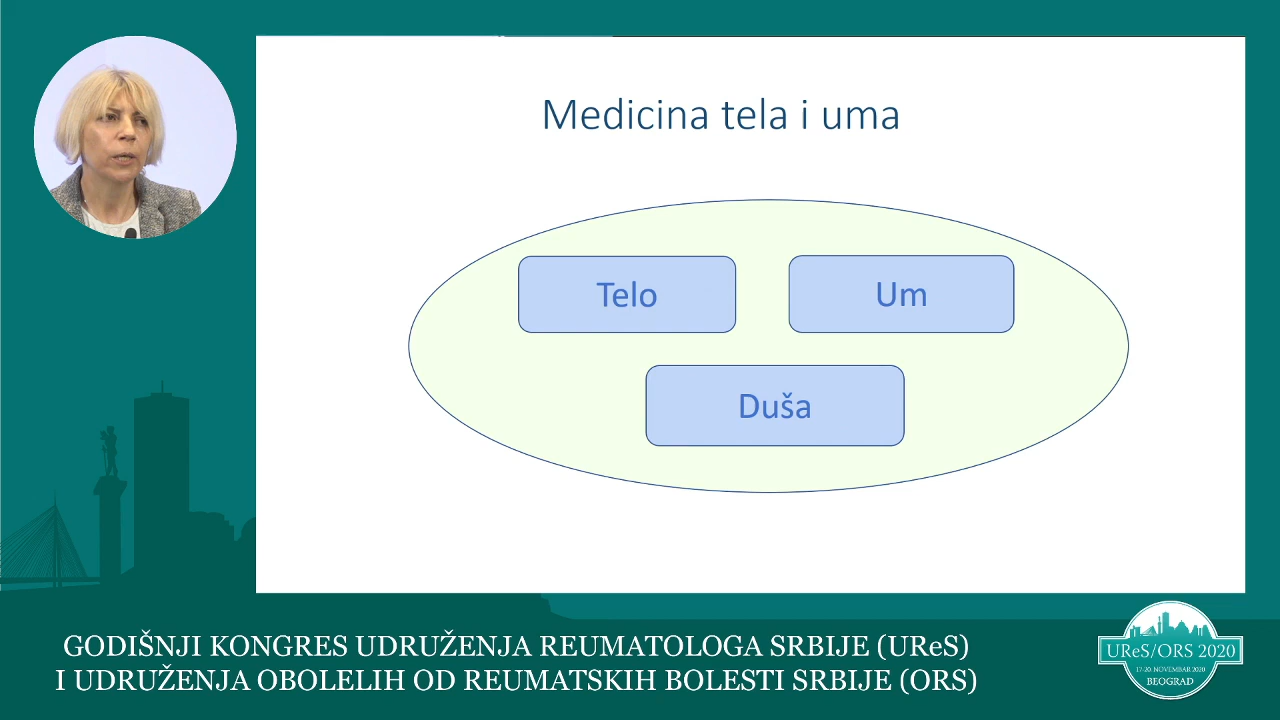 Medicina tela i uma
Telo
Um
Duša
GODIŠNJI KONGRES UDRUŽENJA REUMATOLOGA SRBIJE (UReS)
I UDRUŽENJA OBOLELIH OD REUMATSKIH BOLESTI SRBIJE (ORS)
UReS/ORS 2020
17-20. NOVEMBAR 2020
BEOGRAD